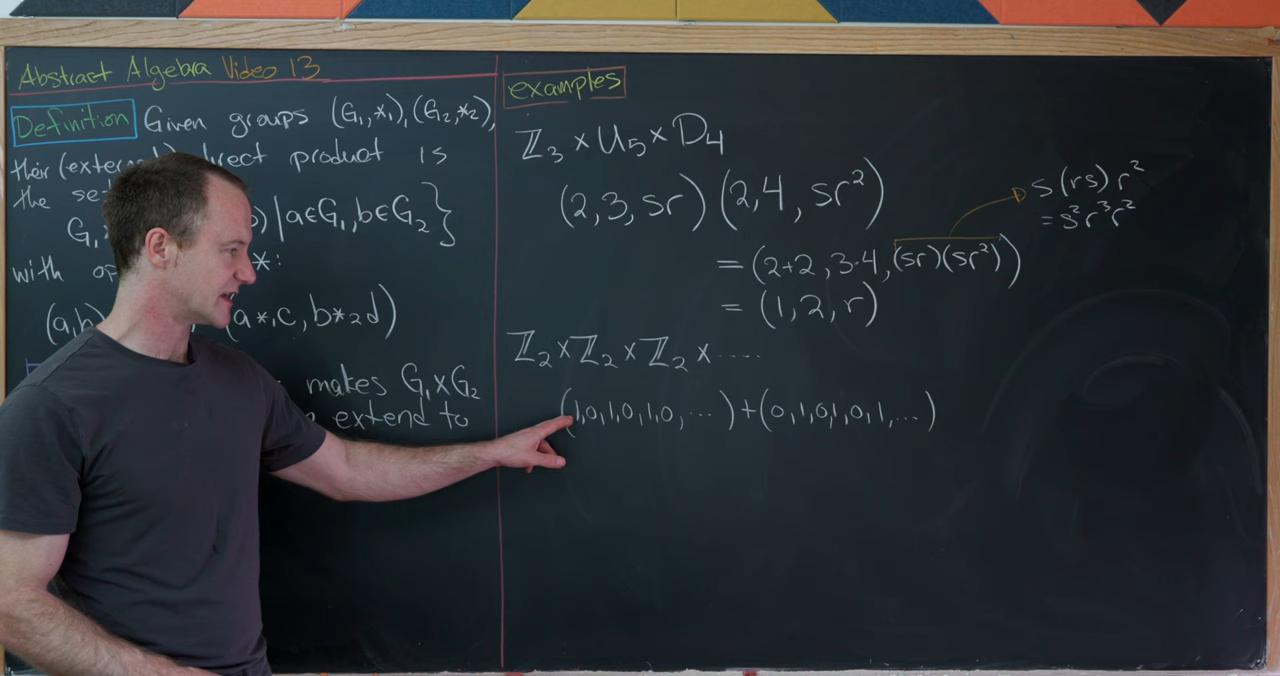 Abstract Algebra Video 13
Definition Given groups (G₁,*₁),(G₂,*₂),
their (exter direct product is
the se
G₁ b)|a∈G₁,b∈G₂}
with op *:
(a,b) (a*₁c, b*₂d)
makes G₁×G₂
extend to
examples
ℤ₃×U₅×D₄
(2,3,sr)(2,4,sr²)
=(2+2,3·4,(sr)(sr²))
s(rs)r²
=s²r³r²
=(1,2,r)
ℤ₂×ℤ₂×ℤ₂×....
(1,0,1,0,1,0,...)+(0,1,0,1,0,1,...)